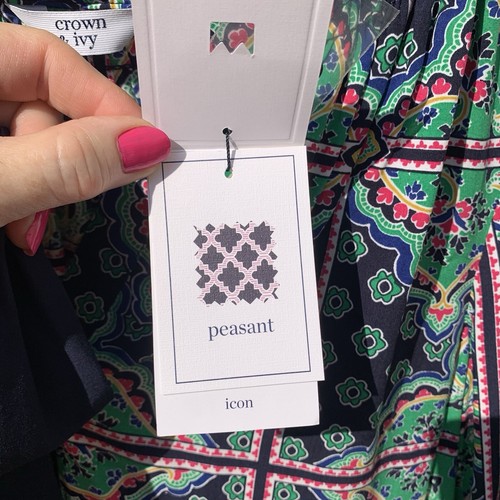 crown
& ivy
peasant
icon